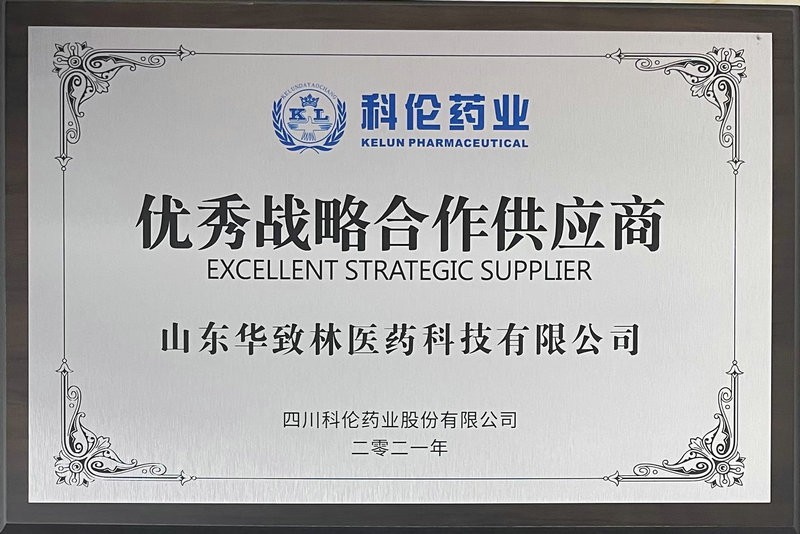 KELUNDAYAOCHANG
KL
科伦药业
KELUN PHARMACEUTICAL
优秀战略合作供应商
EXCELLENT STRATEGIC SUPPLIER
山东华致林医药科技有限公司
四川科伦药业股份有限公司
二零二一年